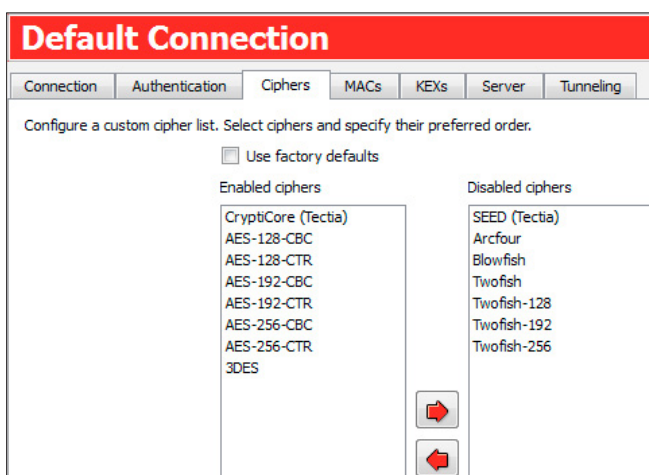 Default Connection
Connection Authentication Ciphers MACs KEXs Server Tunneling
Configure a custom cipher list. Select ciphers and specify their preferred order.
Use factory defaults
Enabled ciphers
CryptiCore (Tectia)
AES-128-CBC
AES-128-CTR
AES-192-CBC
AES-192-CTR
AES-256-CBC
AES-256-CTR
3DES
Disabled ciphers
SEED (Tectia)
Arcfour
Blowfish
Twofish
Twofish-128
Twofish-192
Twofish-256